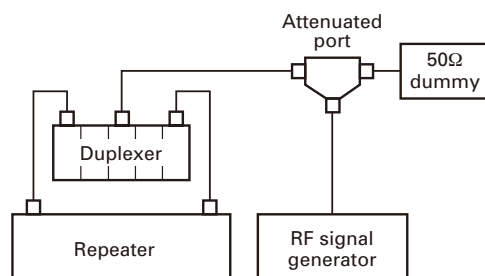 Attenuated
port
50Ω
dummy
Duplexer
Repeater
RF signal
generator